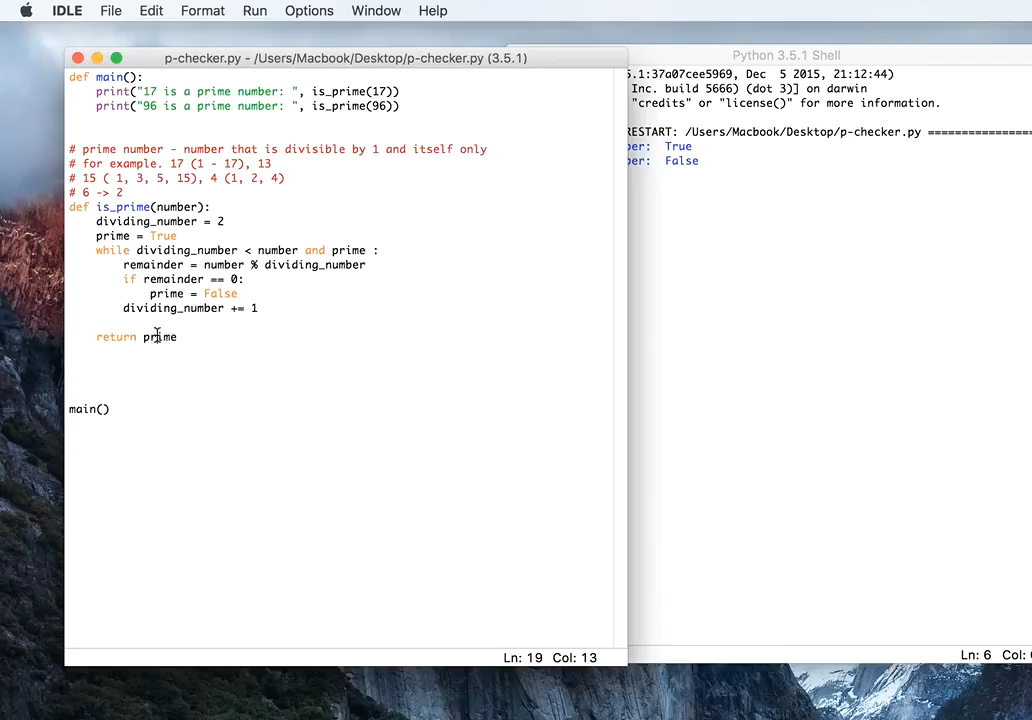 IDLE File Edit Format Run Options Window Help
p-checker.py - /Users/Macbook/Desktop/p-checker.py (3.5.1)
def main():
    print("17 is a prime number: ", is_prime(17))
    print("96 is a prime number: ", is_prime(96))
# prime number - number that is divisible by 1 and itself only
# for example. 17 (1 - 17), 13
# 15 ( 1, 3, 5, 15), 4 (1, 2, 4)
# 6 -> 2
def is_prime(number):
    dividing_number = 2
    prime = True
    while dividing_number < number and prime :
        remainder = number % dividing_number
        if remainder == 0:
            prime = False
        dividing_number += 1
    return prime
main()
Ln: 19 Col: 13
Python 3.5.1 Shell
5.1:37a07cee5969, Dec  5 2015, 21:12:44)
Inc. build 5666) (dot 3)] on darwin
"credits" or "license()" for more information.
RESTART: /Users/Macbook/Desktop/p-checker.py ================
ber:  True
ber:  False
Ln: 6 Col: